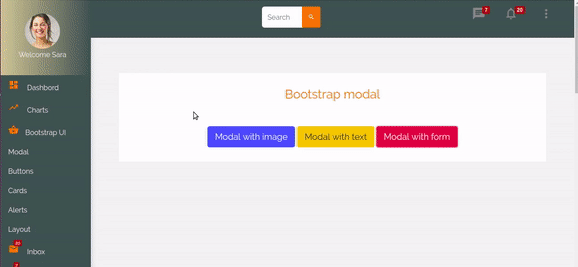 Search
7
20
Welcome Sara
Dashbord
Charts
Bootstrap UI
Modal
Buttons
Cards
Alerts
Layout
Inbox
Bootstrap modal
Modal with image
Modal with text
Modal with form